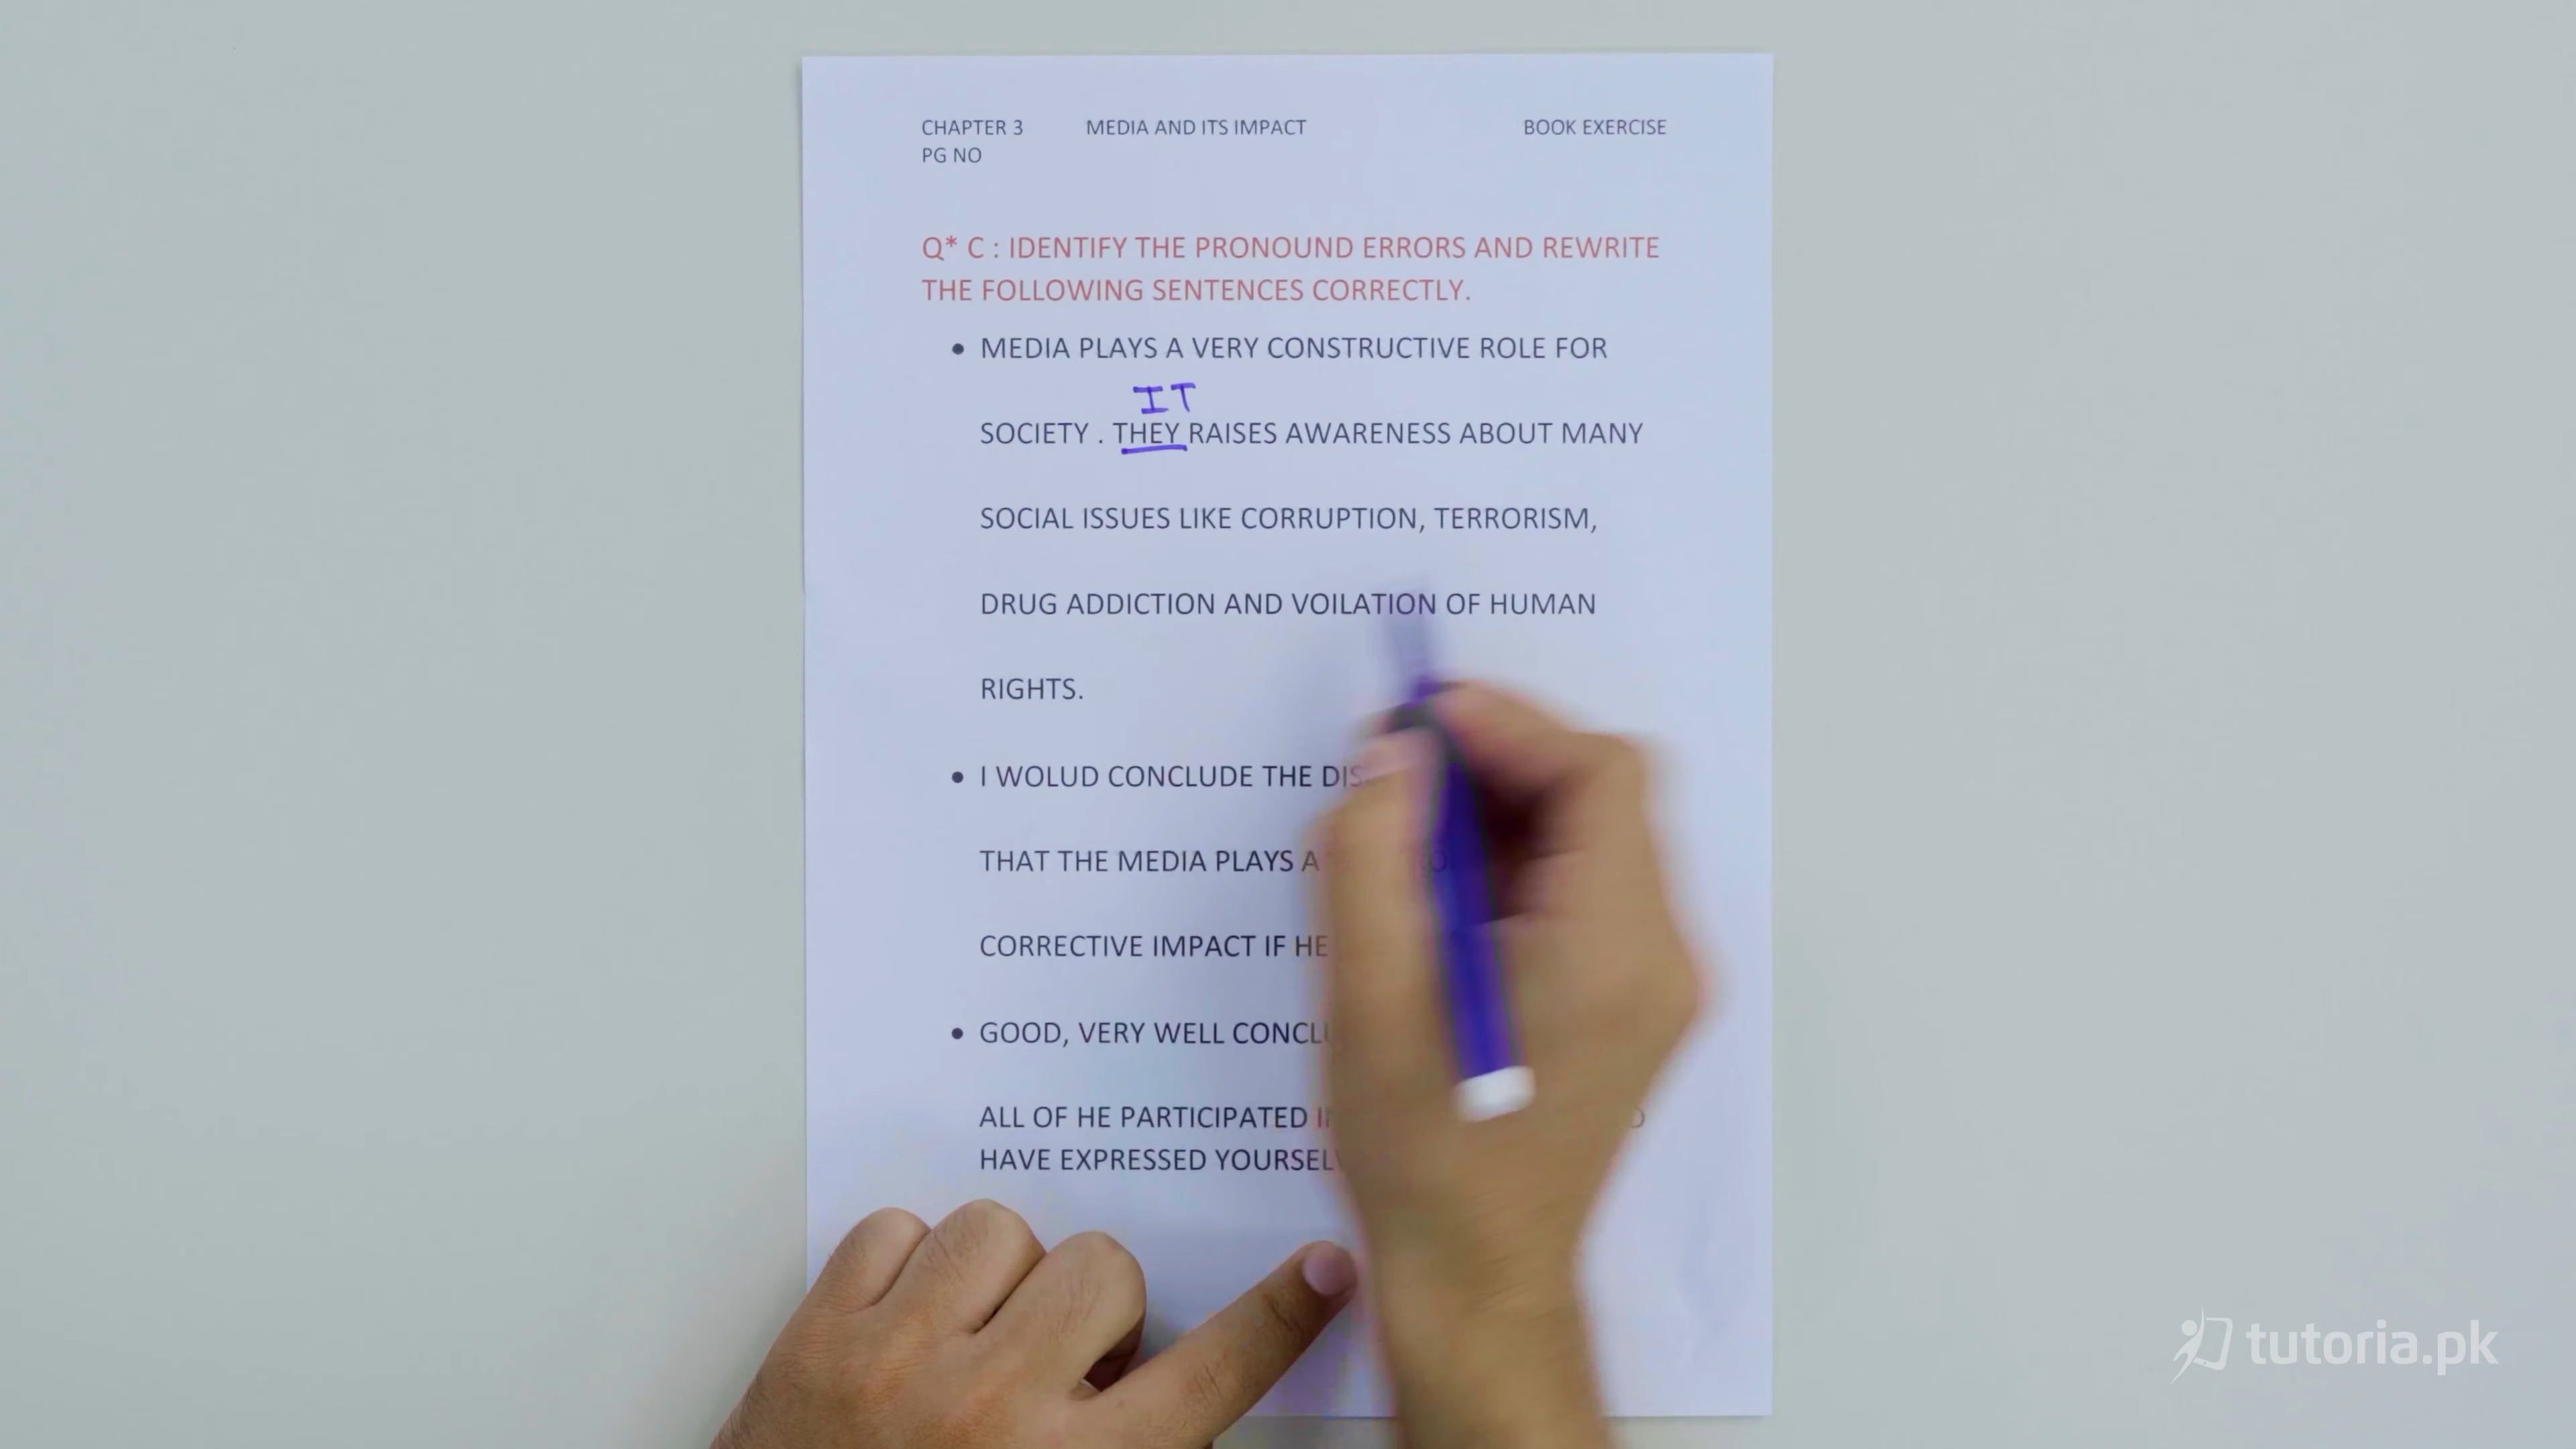 CHAPTER 3 MEDIA AND ITS IMPACT BOOK EXERCISE
PG NO
Q* C : IDENTIFY THE PRONOUND ERRORS AND REWRITE
THE FOLLOWING SENTENCES CORRECTLY.
• MEDIA PLAYS A VERY CONSTRUCTIVE ROLE FOR
IT
SOCIETY . THEY RAISES AWARENESS ABOUT MANY
SOCIAL ISSUES LIKE CORRUPTION, TERRORISM,
DRUG ADDICTION AND VOILATION OF HUMAN
RIGHTS.
• I WOLUD CONCLUDE THE
THAT THE MEDIA PLAYS A
CORRECTIVE IMPACT IF HE
• GOOD, VERY WELL
ALL OF HE PARTICIPATED
HAVE EXPRESSED
tutoria.pk